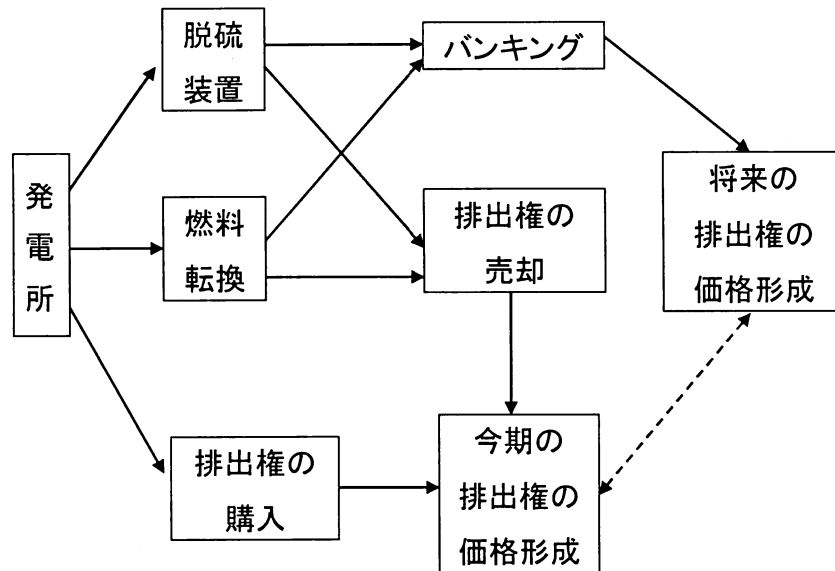 発
電
所
脱硫
装置
燃料
転換
排出権の
購入
バンキング
排出権の
売却
今期の
排出権の
価格形成
将来の
排出権の
価格形成